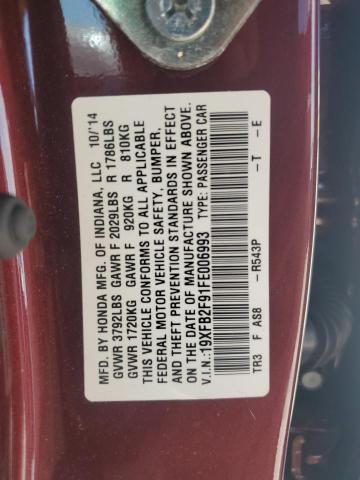 MFD. BY HONDA MFG. OF INDIANA, LLC 10/'14
GVWR 3792LBS GAWR F 2029LBS R 1786LBS
GVWR 1720KG GAWR F 920KG R 810KG
THIS VEHICLE CONFORMS TO ALL APPLICABLE
FEDERAL MOTOR VEHICLE SAFETY, BUMPER,
AND THEFT PREVENTION STANDARDS IN EFFECT
ON THE DATE OF MANUFACTURE SHOWN ABOVE.
V.I.N.:19XFB2F91FE006993 TYPE: PASSENGER CAR
TR3 F AS8 -R543P -T -E